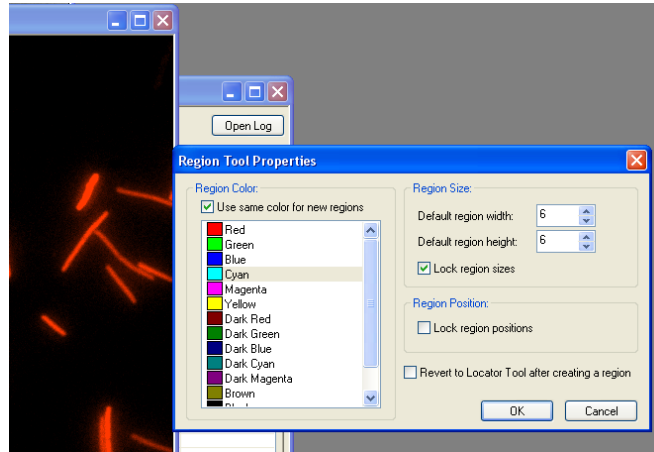 Open Log
Region Tool Properties
Region Color:
Use same color for new regions
Red
Green
Blue
Cyan
Magenta
Yellow
Dark Red
Dark Green
Dark Blue
Dark Cyan
Dark Magenta
Brown
Region Size:
Default region width: 6
Default region height: 6
Lock region sizes
Region Position:
Lock region positions
Revert to Locator Tool after creating a region
OK Cancel